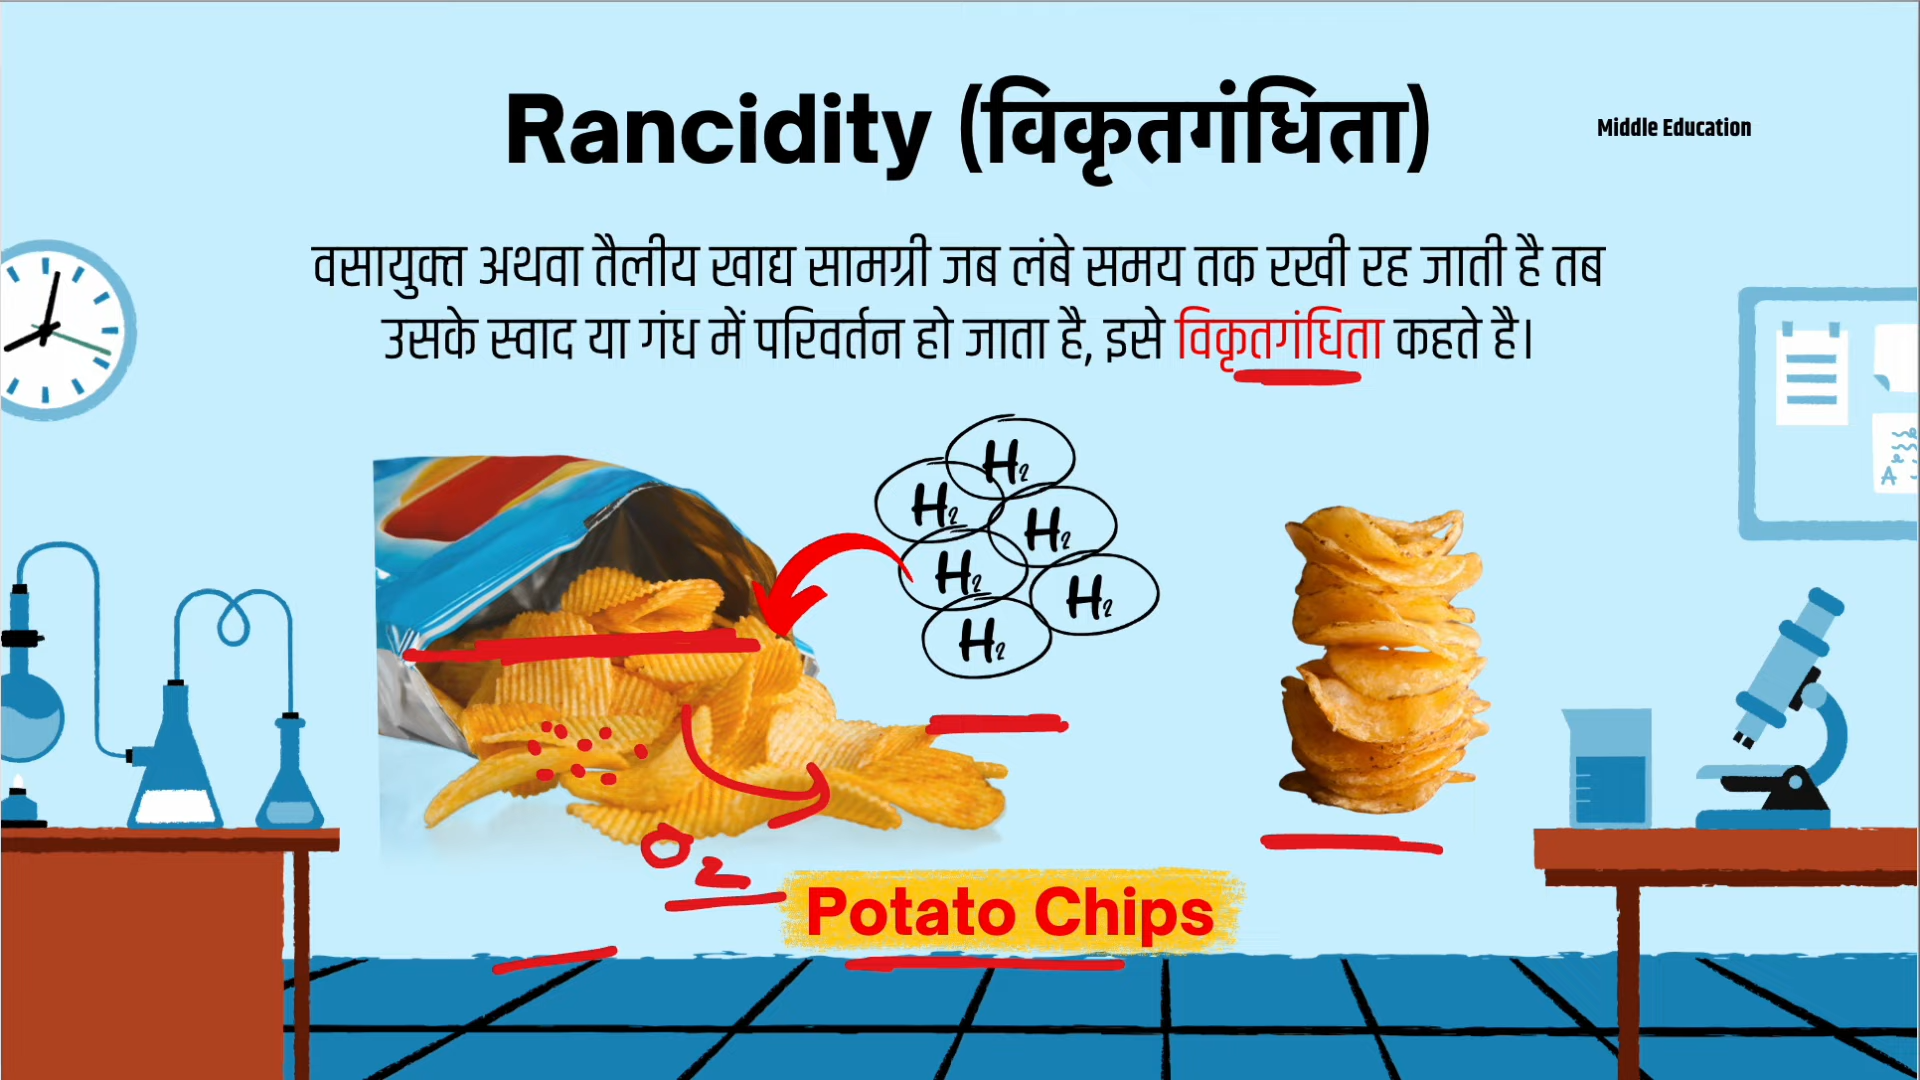 Rancidity (विकृतगंधिता)
Middle Education
वसायुक्त अथवा तैलीय खाद्य सामग्री जब लंबे समय तक रखी रह जाती है तब
उसके स्वाद या गंध में परिवर्तन हो जाता है, इसे विकृतगंधिता कहते है।
H₂
H₂
H₂
H₂
H₂
H₂
O₂
Potato Chips
A